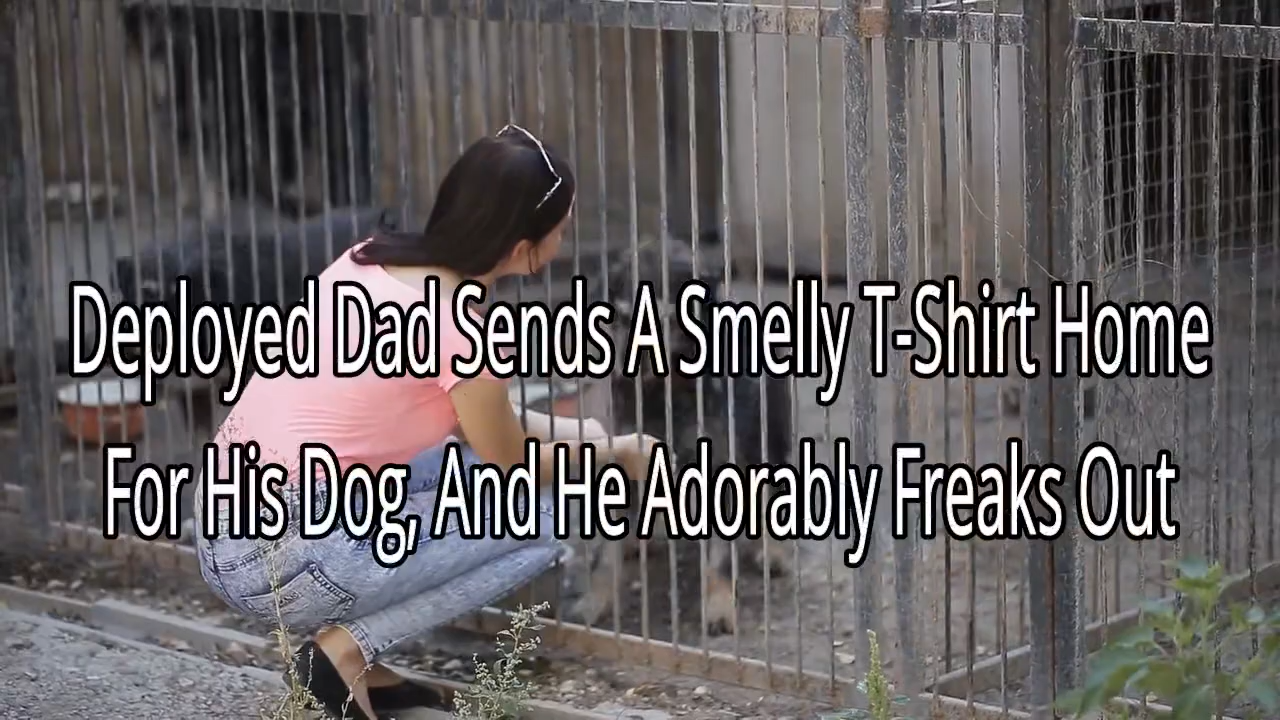 Deployed Dad Sends A Smelly T-Shirt Home
For His Dog, And He Adorably Freaks Out